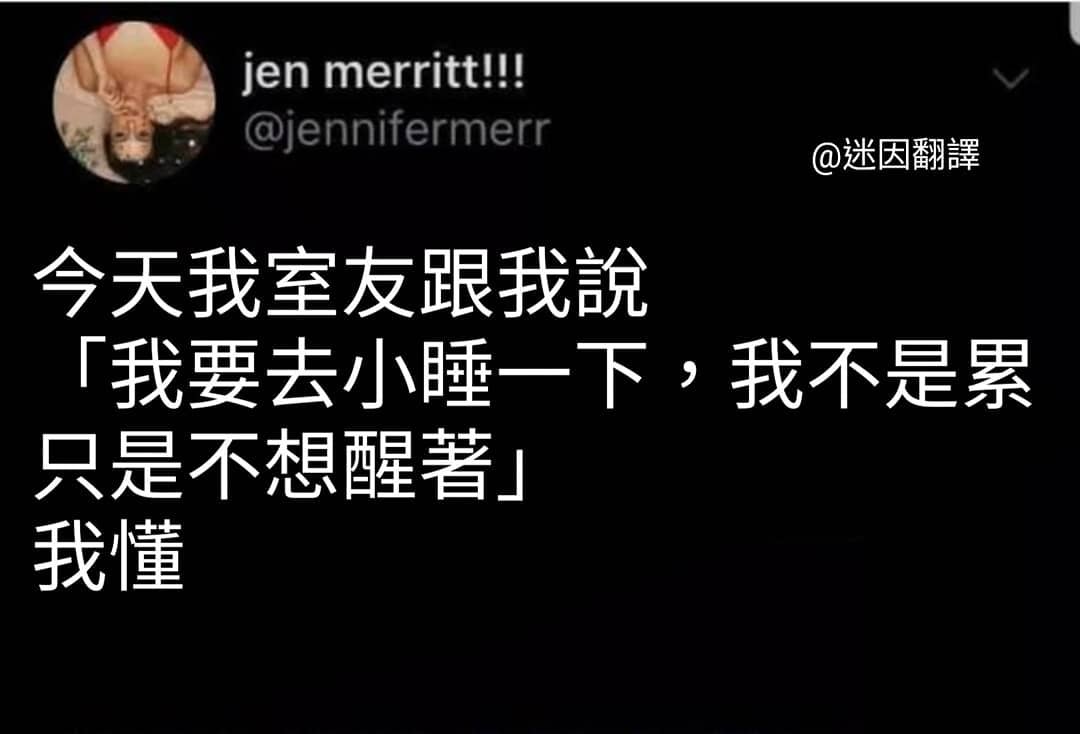 jen merritt!!!
@jennifermerr
@迷因翻譯
今天我室友跟我說
「我要去小睡一下，我不是累
只是不想醒著」
我懂